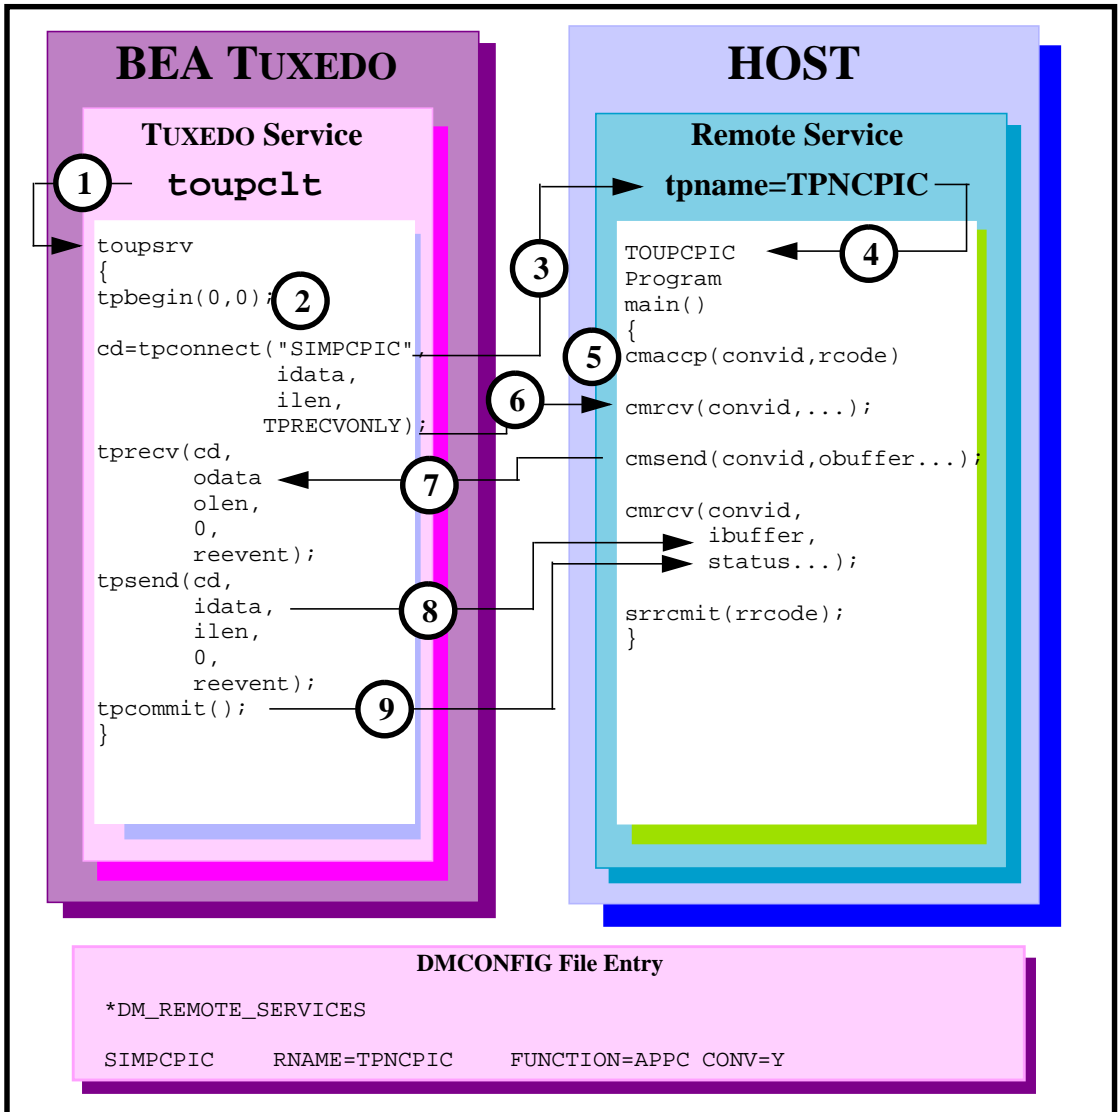 BEA TUXEDO
TUXEDO Service
toupclt
1
toupsrv
{
tpbegin(0,0);
2
cd=tpconnect("SIMPCPIC",
idata,
ilen,
TPRECVONLY);
tprecv(cd,
odata
olen,
0,
reevent);
tpsend(cd,
idata,
ilen,
0,
reevent);
tpcommit();
}
3
6
7
8
9
HOST
Remote Service
tpname=TPNCPIC
4
TOUPCPIC
Program
main()
{
5
cmaccp(convid,rcode)
cmrcv(convid,...);
cmsend(convid,obuffer...);
cmrcv(convid,
ibuffer,
status...);
srrcmit(rrcode);
}
DMCONFIG File Entry
*DM_REMOTE_SERVICES
SIMPCPIC RNAME=TPNCPIC FUNCTION=APPC CONV=Y